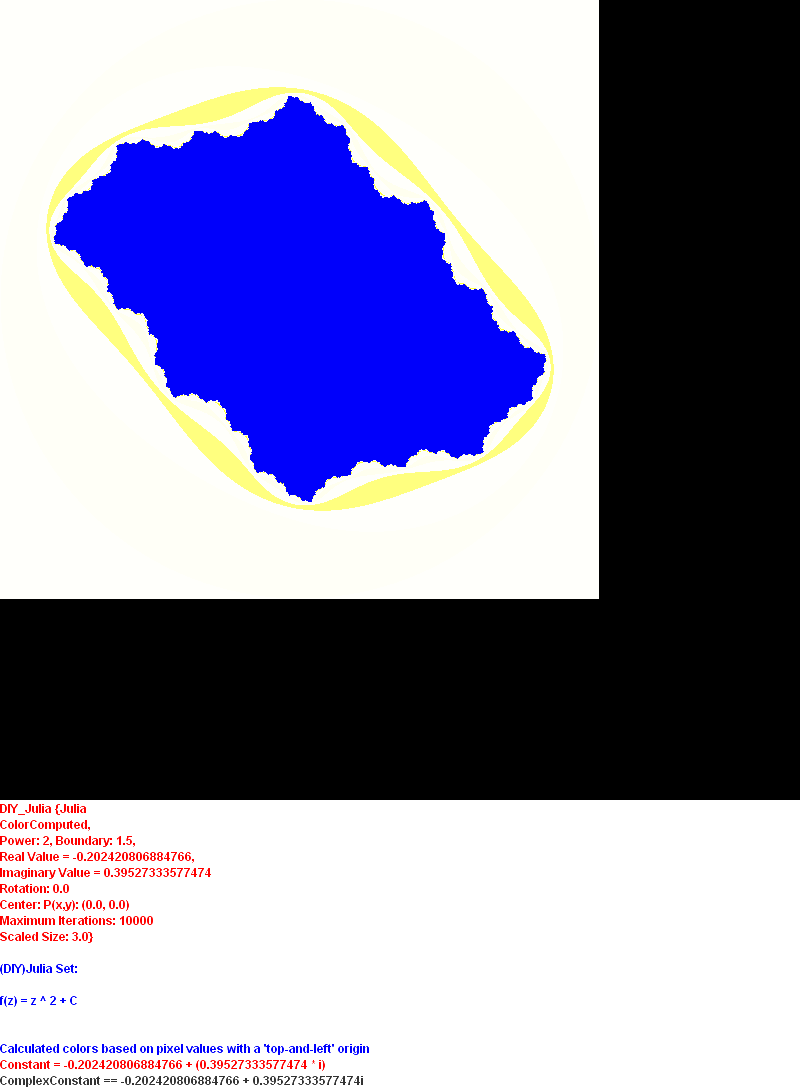 DIY_Julia {Julia
ColorComputed,
Power: 2, Boundary: 1.5,
Real Value = -0.202420806884766,
Imaginary Value = 0.39527333577474
Rotation: 0.0
Center: P(x,y): (0.0, 0.0)
Maximum Iterations: 10000
Scaled Size: 3.0}
(DIY)Julia Set:
f(z) = z ^ 2 + C
Calculated colors based on pixel values with a 'top-and-left' origin
Constant = -0.202420806884766 + (0.39527333577474 * i)
ComplexConstant == -0.202420806884766 + 0.39527333577474i